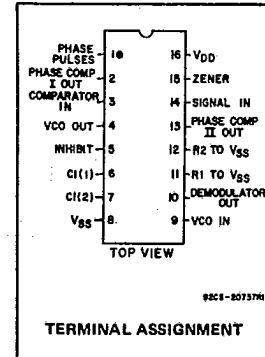 PHASE PULSES 1 16 VDD
PHASE COMP I OUT 2 15 ZENER
COMPARATOR IN 3 14 SIGNAL IN
VCO OUT 4 13 PHASE COMP II OUT
INHIBIT 5 12 R2 TO VSS
C1(1) 6 11 R1 TO VSS
C1(2) 7 10 DEMODULATOR OUT
VSS 8 9 VCO IN
TOP VIEW
92CS-20757R1
TERMINAL ASSIGNMENT